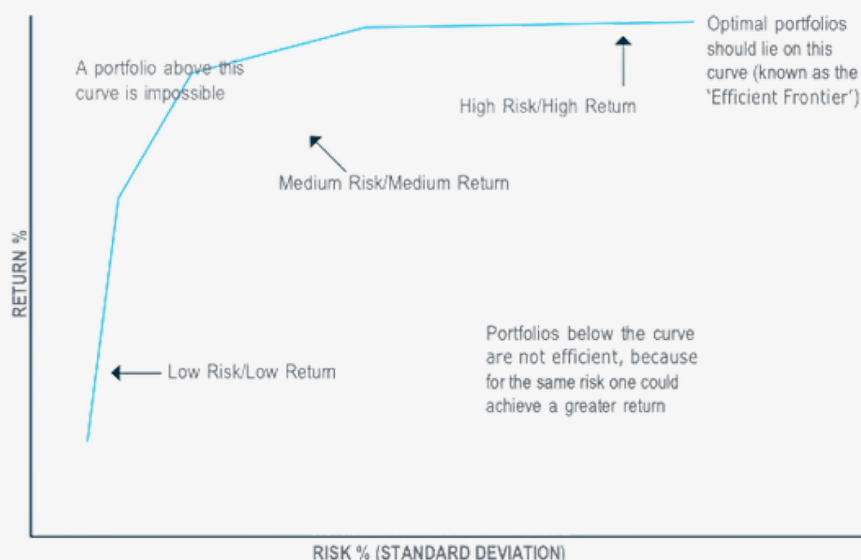 Optimal portfolios
should lie on this
curve (known as the
‘Efficient Frontier’)
A portfolio above this
curve is impossible
High Risk/High Return
Medium Risk/Medium Return
RETURN %
Portfolios below the curve
are not efficient, because
for the same risk one could
achieve a greater return
Low Risk/Low Return
RISK % (STANDARD DEVIATION)